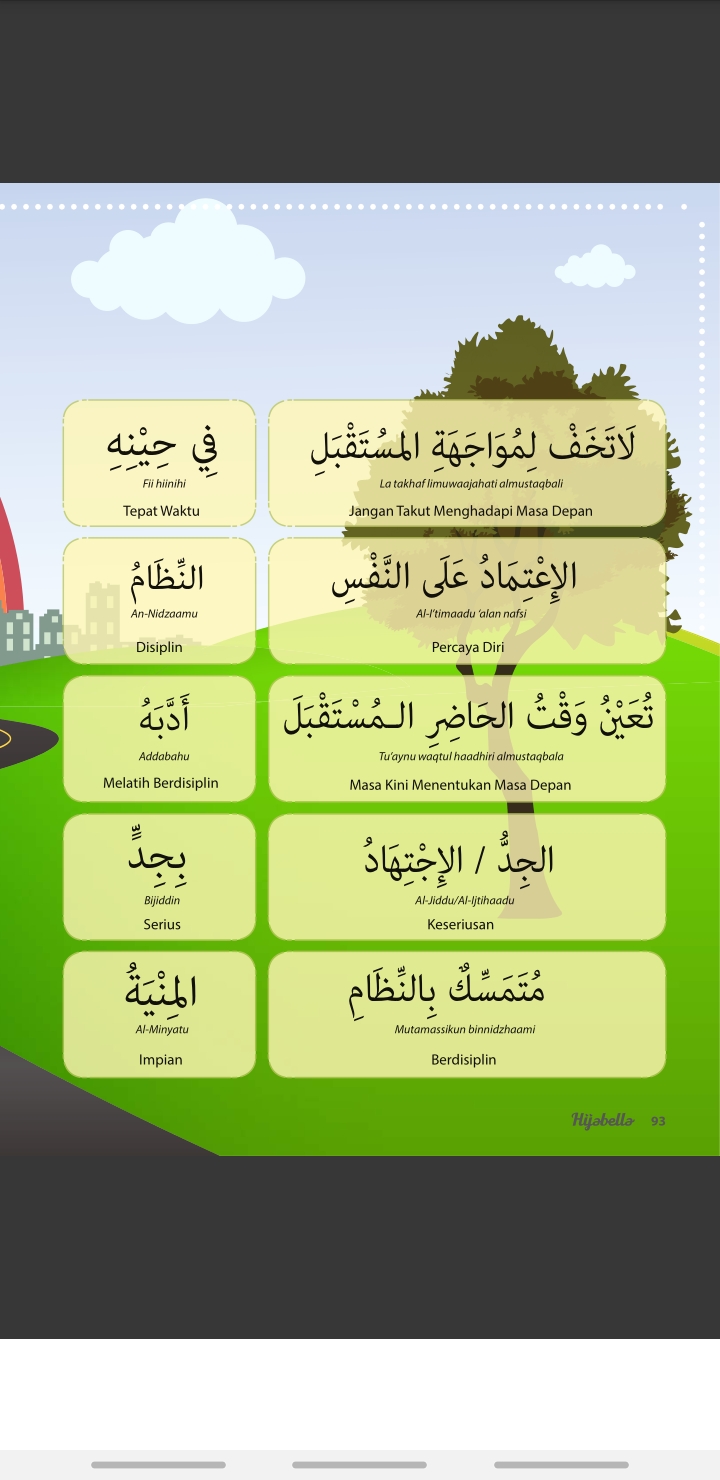 فِي حِيْنِهِ
Fii hiinihi
Tepat Waktu
لَاتَخَفْ لِمُوَاجَهَةِ المُستَقْبَلِ
La takhaf limuwaajahati almustaqbali
Jangan Takut Menghadapi Masa Depan
النِّظَامُ
An-Nidzaamu
Disiplin
الإِعْتِمَادُ عَلَى النَّفْسِ
Al-I'timaadu 'alan nafsi
Percaya Diri
أَدَّبَهُ
Addabahu
Melatih Berdisiplin
تُعَيْنُ وَقْتُ الحَاضِرِ الـمُسْتَقْبَلَ
Tu'aynu waqtul haadhiri almustaqbala
Masa Kini Menentukan Masa Depan
بِجِدٍّ
Bijiddin
Serius
الجِدُّ / الإِجْتِهَادُ
Al-Jiddu/Al-Ijtihaadu
Keseriusan
المِنْيَةُ
Al-Minyatu
Impian
مُتَمَسِّكٌ بِالنِّظَامِ
Mutamassikun binnidzhaami
Berdisiplin
Hijabella 93